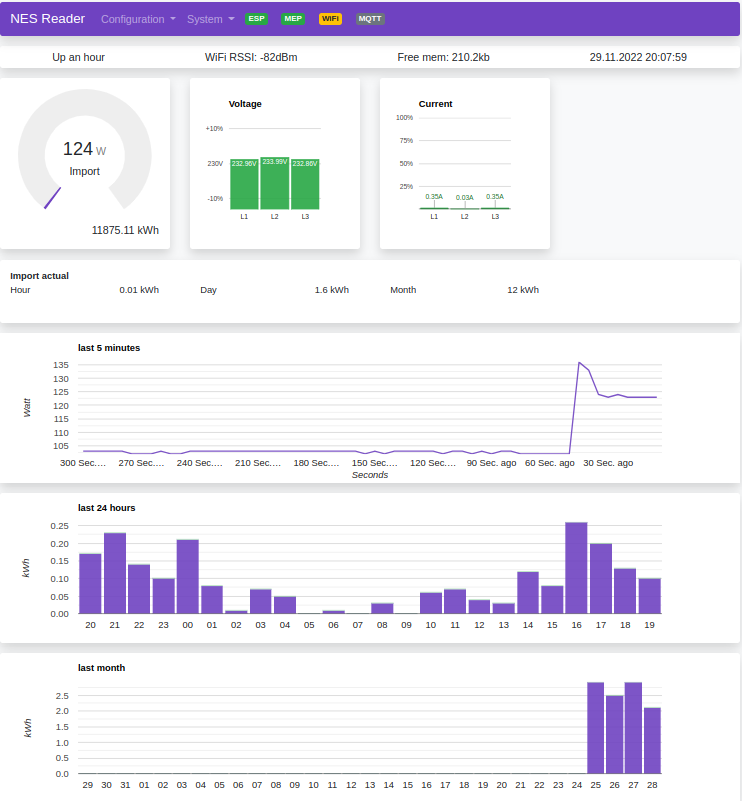 NES Reader Configuration System ESP MEP WiFi MQTT
Up an hour WiFi RSSI: -82dBm Free mem: 210.2kb 29.11.2022 20:07:59
124 W
Import
11875.11 kWh
Voltage
+10%
230V
-10%
232.96V 233.99V 232.86V
L1 L2 L3
Current
100%
75%
50%
25%
0.35A 0.03A 0.35A
L1 L2 L3
Import actual
Hour 0.01 kWh Day 1.6 kWh Month 12 kWh
last 5 minutes
Watt
135
130
125
120
115
110
105
300 Sec.… 270 Sec.… 240 Sec.… 210 Sec.… 180 Sec.… 150 Sec.… 120 Sec.… 90 Sec. ago 60 Sec. ago 30 Sec. ago
Seconds
last 24 hours
kWh
0.25
0.20
0.15
0.10
0.05
0.00
20 21 22 23 00 01 02 03 04 05 06 07 08 09 10 11 12 13 14 15 16 17 18 19
last month
kWh
2.5
2.0
1.5
1.0
0.5
0.0
29 30 31 01 02 03 04 05 06 07 08 09 10 11 12 13 14 15 16 17 18 19 20 21 22 23 24 25 26 27 28